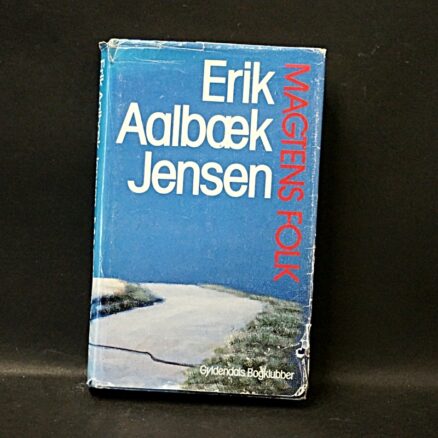 Erik
Aalbæk
Jensen
MAGTENS FOLK
Gyldendals Bogklubber